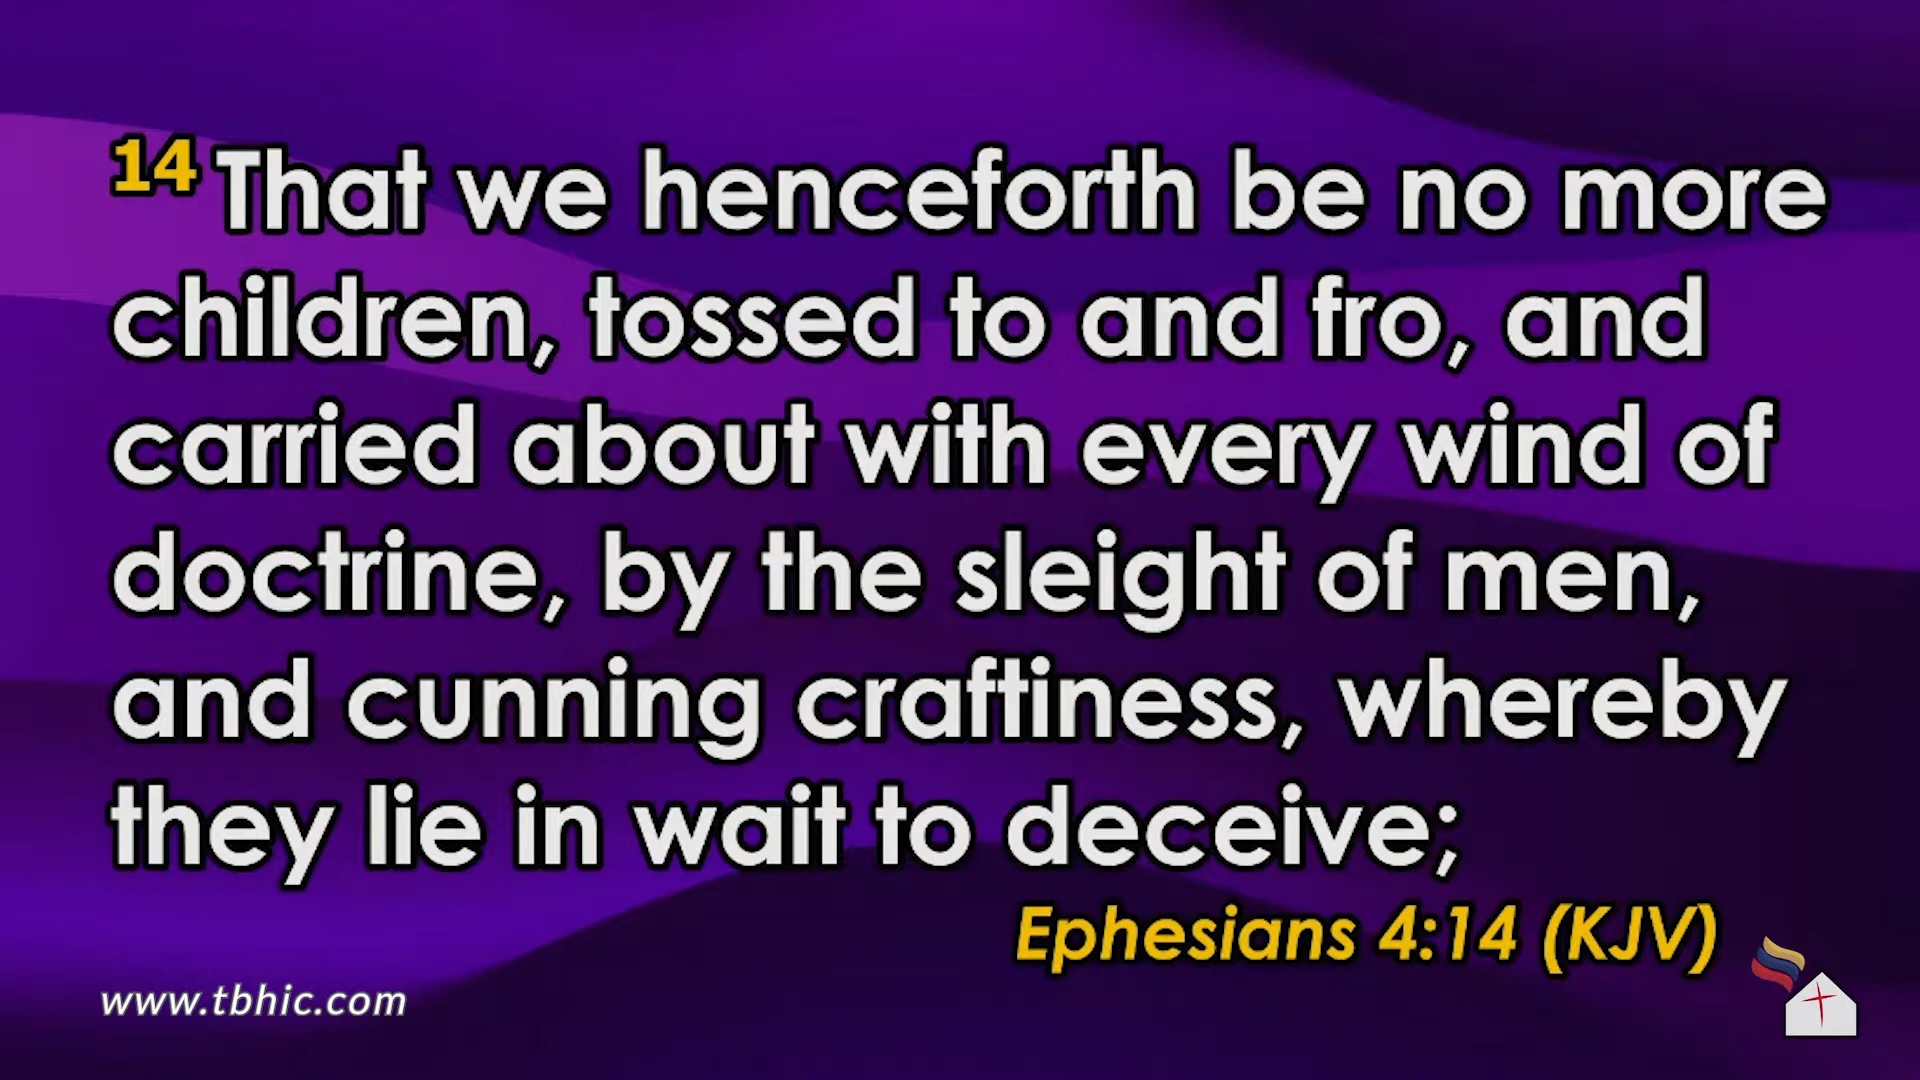 14 That we henceforth be no more
children, tossed to and fro, and
carried about with every wind of
doctrine, by the sleight of men,
and cunning craftiness, whereby
they lie in wait to deceive;
Ephesians 4:14 (KJV)
www.tbhic.com